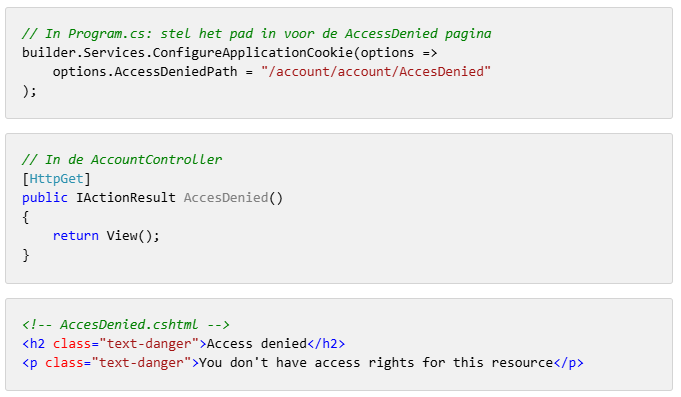 // In Program.cs: stel het pad in voor de AccessDenied pagina
builder.Services.ConfigureApplicationCookie(options =>
    options.AccessDeniedPath = "/account/account/AccesDenied"
);
// In de AccountController
[HttpGet]
public IActionResult AccesDenied()
{
    return View();
}
<!-- AccesDenied.cshtml -->
<h2 class="text-danger">Access denied</h2>
<p class="text-danger">You don't have access rights for this resource</p>